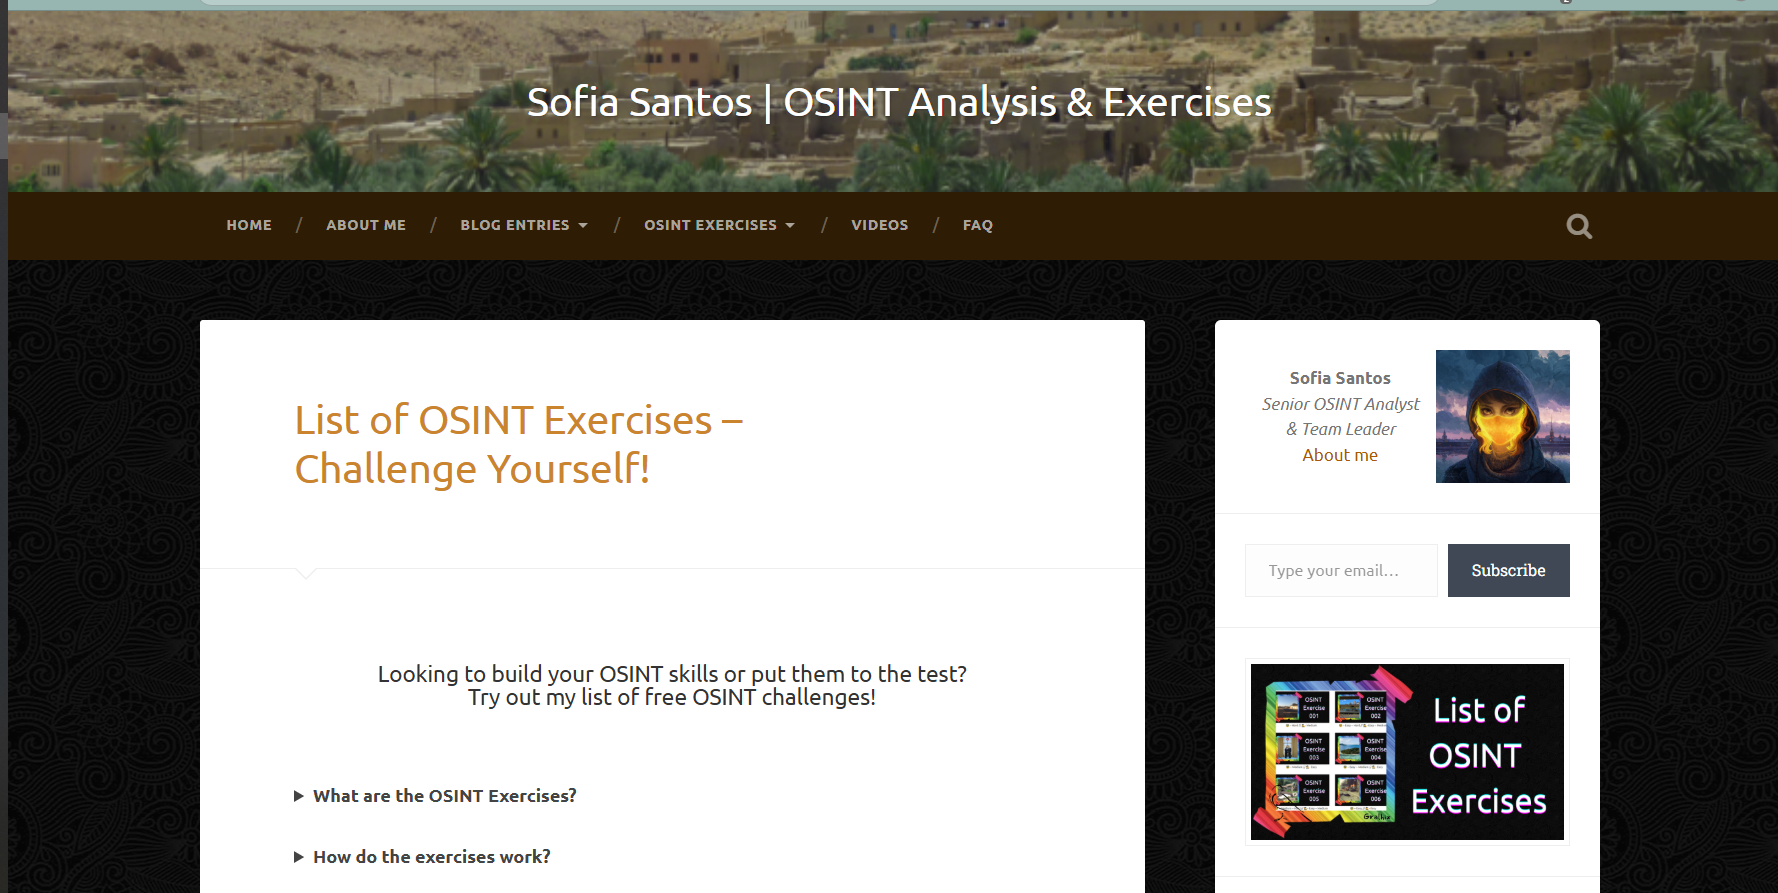 Sofia Santos | OSINT Analysis & Exercises
HOME / ABOUT ME / BLOG ENTRIES / OSINT EXERCISES / VIDEOS / FAQ
List of OSINT Exercises –
Challenge Yourself!
Looking to build your OSINT skills or put them to the test?
Try out my list of free OSINT challenges!
What are the OSINT Exercises?
How do the exercises work?
Sofia Santos
Senior OSINT Analyst
& Team Leader
About me
Type your email…
Subscribe
OSINT
Exercise
001
OSINT
Exercise
002
OSINT
Exercise
003
OSINT
Exercise
004
OSINT
Exercise
005
OSINT
Exercise
006
Gralhix
List of
OSINT
Exercises